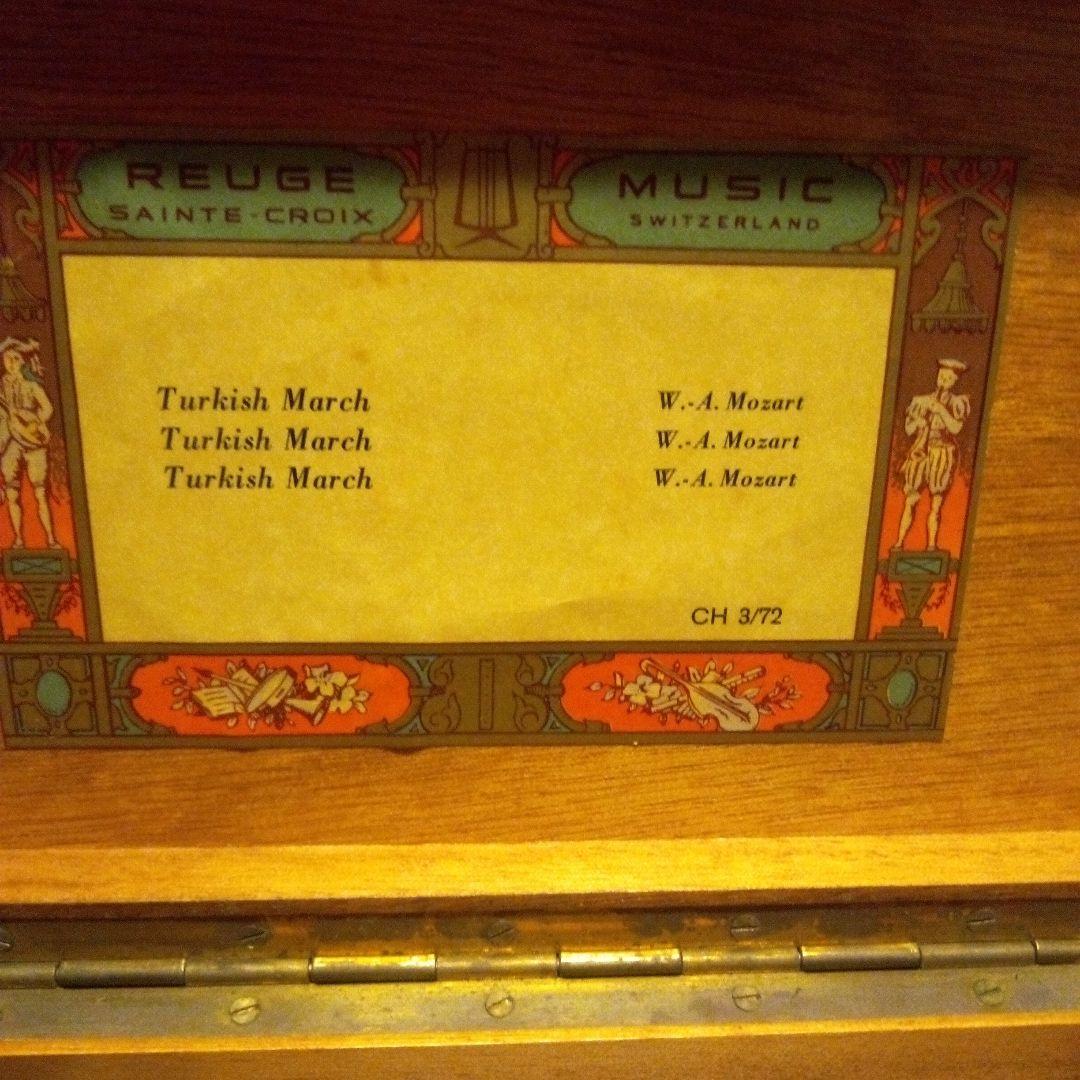 REUGE
SAINTE-CROIX
MUSIC
SWITZERLAND
Turkish March W.-A. Mozart
Turkish March W.-A. Mozart
Turkish March W.-A. Mozart
CH 3/72